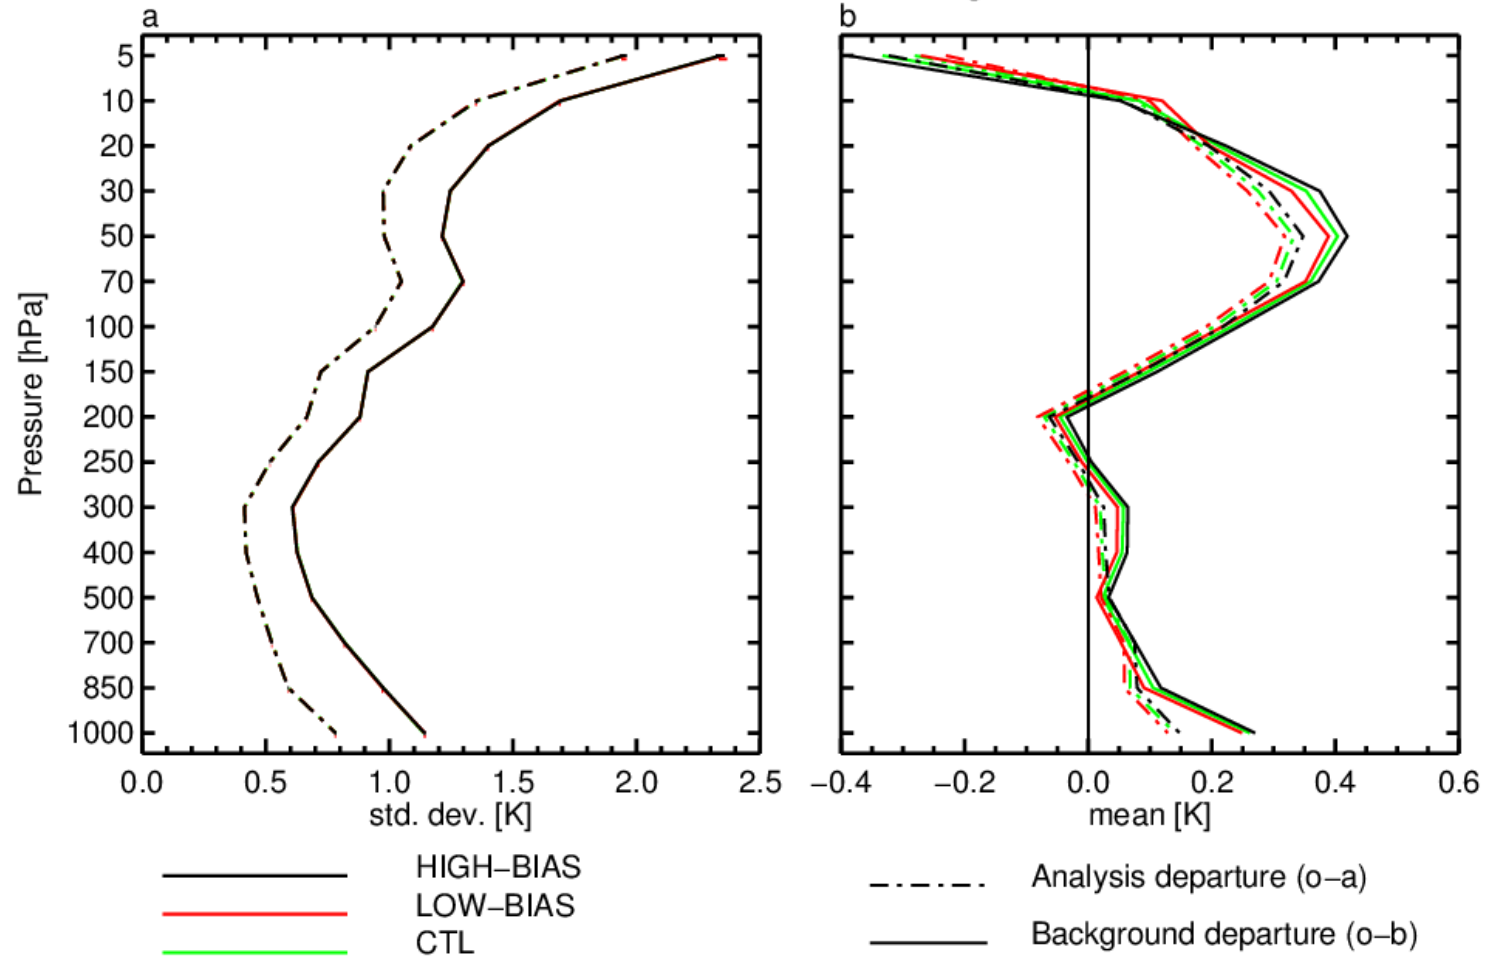 a
b
5
10
20
30
50
70
100
150
200
250
300
400
500
700
850
1000
Pressure [hPa]
0.0 0.5 1.0 1.5 2.0 2.5
std. dev. [K]
−0.4 −0.2 0.0 0.2 0.4 0.6
mean [K]
HIGH−BIAS
LOW−BIAS
CTL
Analysis departure (o−a)
Background departure (o−b)